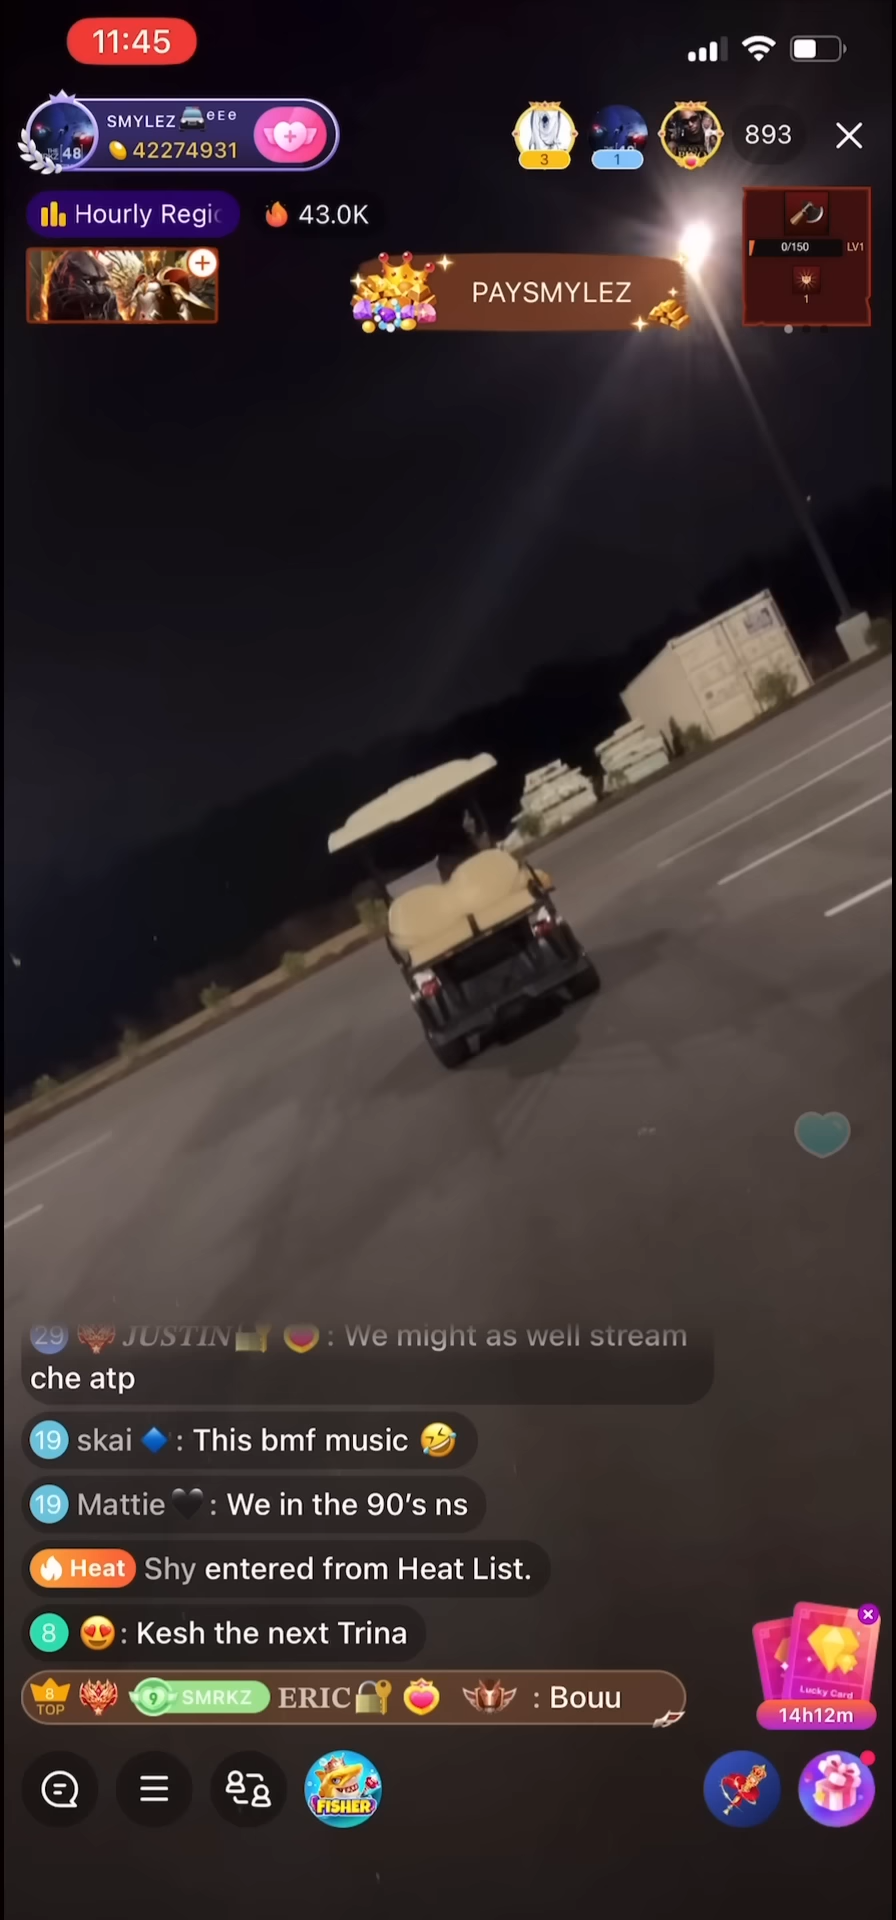 11:45
SMYLEZ🚘ᵉᴱᵉ
42274931
48
3
1
893
Hourly Regi
43.0K
PAYSMYLEZ
0/150
LV1
1
29 JUSTIN🔐 : We might as well stream
che atp
19 skai🔹: This bmf music 🤣
19 Mattie🖤: We in the 90's ns
Heat Shy entered from Heat List.
8 😍: Kesh the next Trina
8 TOP 9 SMRKZ ERIC🔐 : Bouu
Lucky Card
14h12m
FISHER